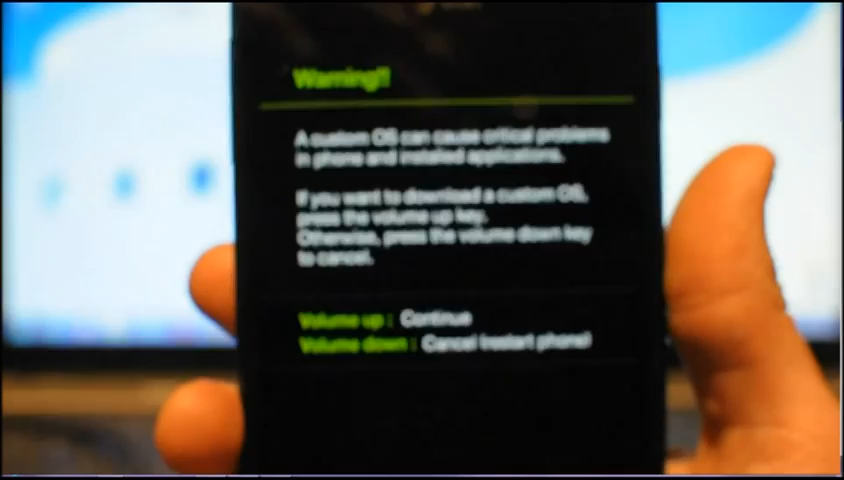 Warning!!
A custom OS can cause critical problems
in phone and installed applications.
If you want to download a custom OS,
press the volume up key.
Otherwise, press the volume down key
to cancel.
Volume up : Continue
Volume down : Cancel (restart phone)